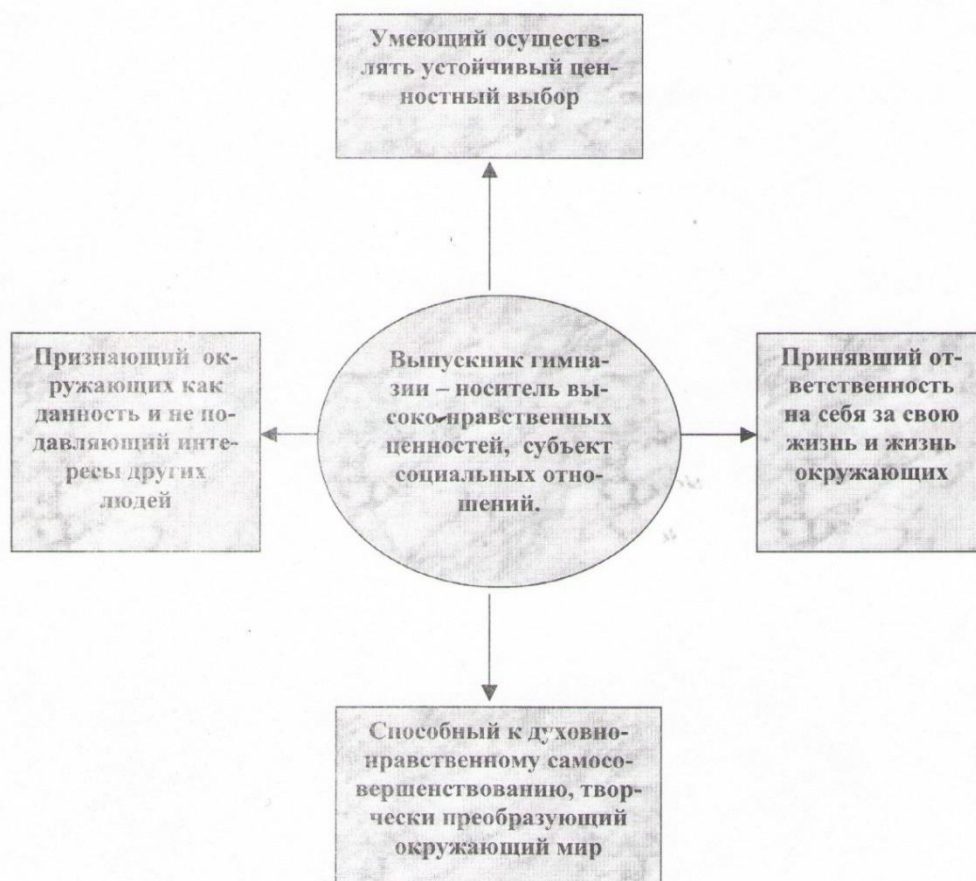 Умеющий осуществ-
лять устойчивый цен-
ностный выбор
Признающий ок-
ружающих как
данность и не по-
давляющий инте-
ресы других
людей
Выпускник гимна-
зии – носитель вы-
соко-нравственных
ценностей, субъект
социальных отно-
шений.
Принявший от-
ветственность
на себя за свою
жизнь и жизнь
окружающих
Способный к духовно-
нравственному самосо-
вершенствованию, твор-
чески преобразующий
окружающий мир